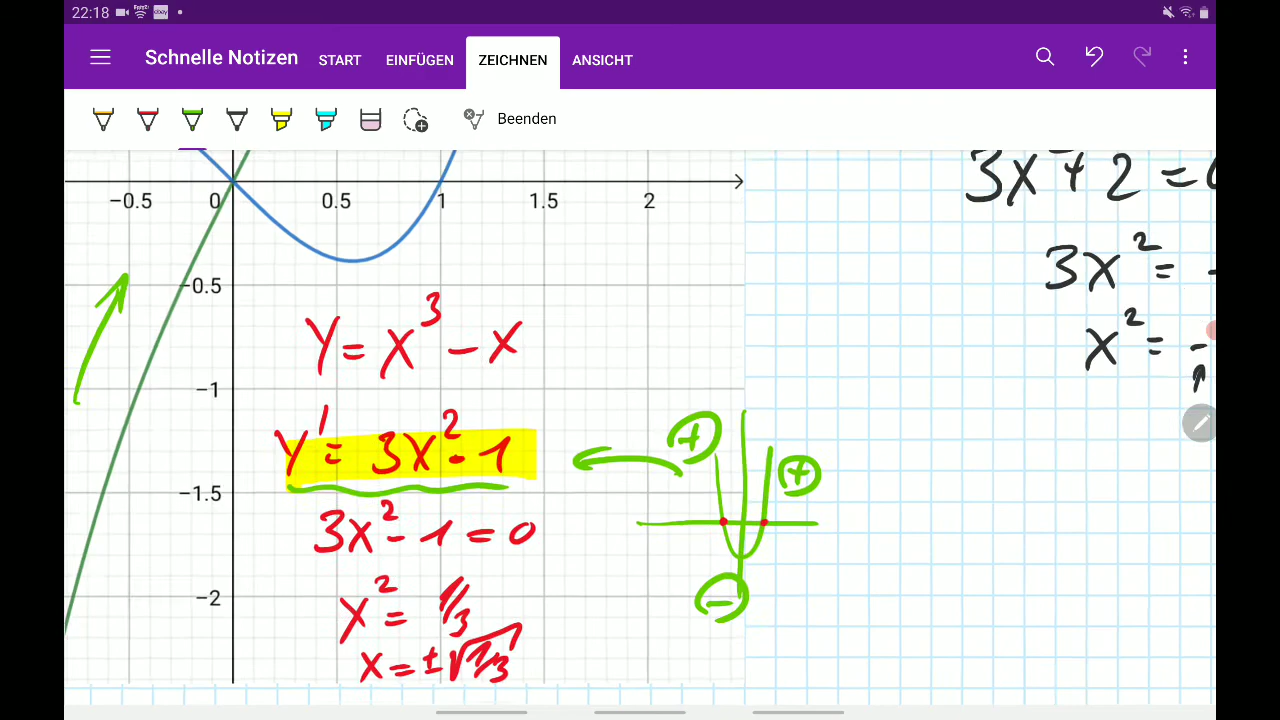 22:18
Schnelle Notizen START EINFÜGEN ZEICHNEN ANSICHT
Beenden
−0.5 0 0.5 1 1.5 2
−0.5
−1
−1.5
−2
Y = X³ − X
Y' = 3X² - 1
3X² - 1 = 0
X² = 1/3
X = ±√1/3
+
+
−
3X² + 2 =
3X² = -
X² = -